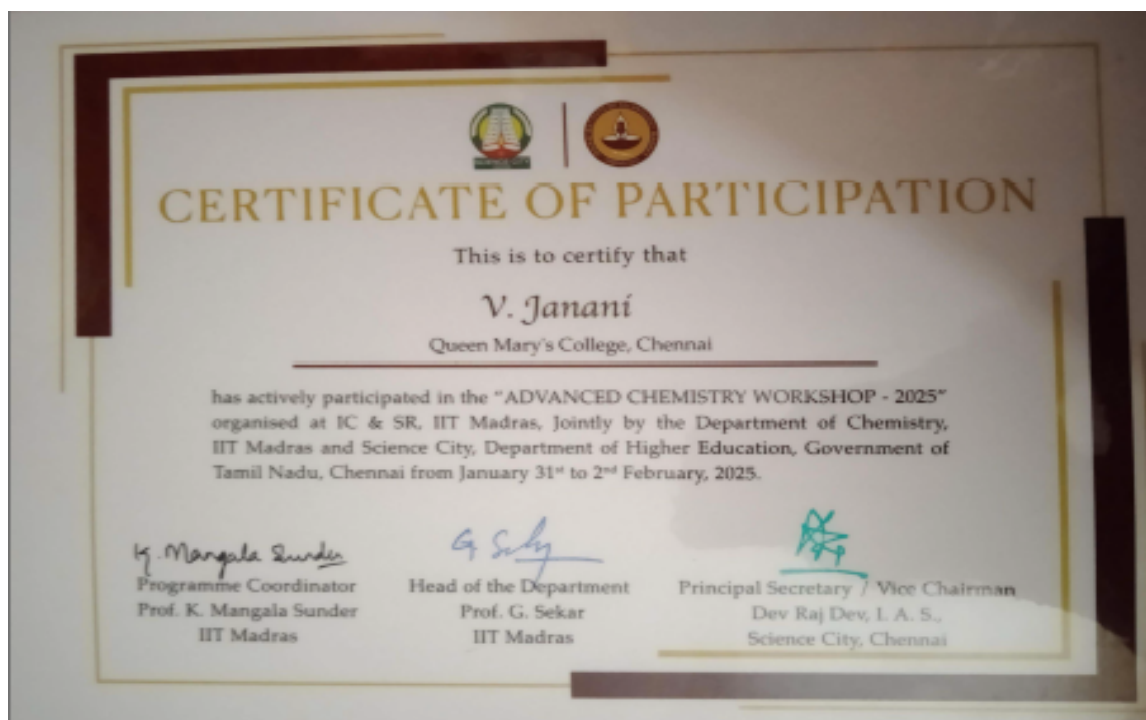 CERTIFICATE OF PARTICIPATION
This is to certify that
V. Janani
Queen Mary's College, Chennai
has actively participated in the "ADVANCED CHEMISTRY WORKSHOP - 2025"
organised at IC & SR, IIT Madras, Jointly by the Department of Chemistry,
IIT Madras and Science City, Department of Higher Education, Government of
Tamil Nadu, Chennai from January 31st to 2nd February, 2025.
K. Mangala Sunder
Programme Coordinator
Prof. K. Mangala Sunder
IIT Madras
Head of the Department
Prof. G. Sekar
IIT Madras
Principal Secretary / Vice Chairman
Dev Raj Dev, I. A. S.,
Science City, Chennai